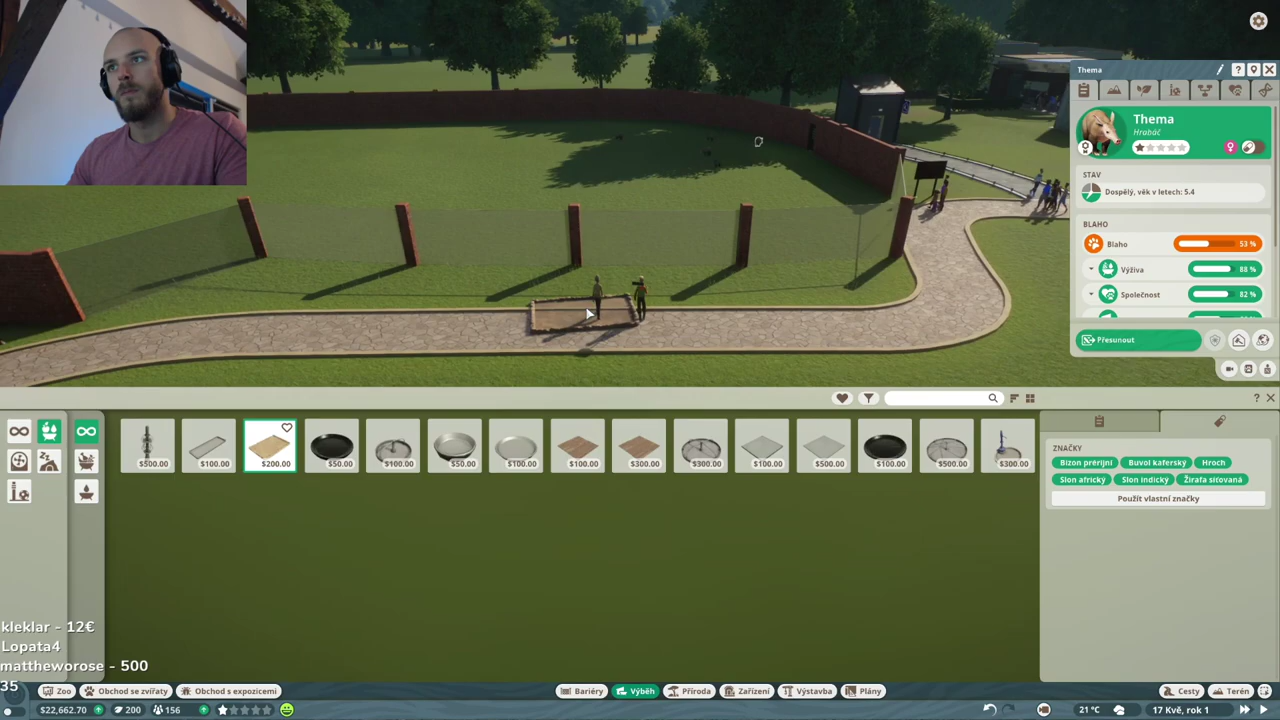 Thema
Thema
Hrabáč
STAV
Dospělý, věk v letech: 5.4
BLAHO
Blaho 53 %
Výživa 88 %
Společnost 82 %
Přesunout
$500.00 $100.00 $200.00 $50.00 $100.00 $50.00 $100.00 $100.00 $300.00 $300.00 $100.00 $500.00 $100.00 $500.00 $300.00
ZNAČKY
Bizon prérijní Buvol kaferský Hroch
Slon africký Slon indický Žirafa síťovaná
Použít vlastní značky
kleklar - 12€
Lopata4
mattheworose - 500
35
Zoo Obchod se zvířaty Obchod s expozicemi Bariéry Výběh Příroda Zařízení Výstavba Plány Cesty Terén
$22,662.70 200 156 21 °C 17 Kvě, rok 1